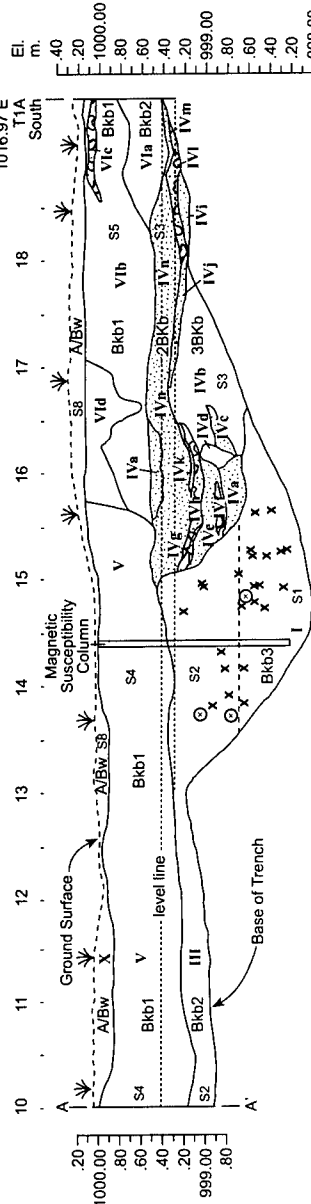 1016.97 E
T1A
South
El.
m.
.40
.20
1000.00
.80
.60
.40
.20
999.00
.80
.60
.40
.20
18
17
16
15
14
13
12
11
10
Magnetic
Susceptibility
Column
Ground Surface
level line
Base of Trench
A
A'
.20
1000.00
.80
.60
.40
.20
999.00
.80
VIc
Bkb1
VIa
Bkb2
IVm
IVl
IVi
IVj
S5
S3
IVn
VIb
Bkb1
2BKb
3BKb
IVb
S3
A/Bw
S8
VId
IVa
IVn
IVk
IVd
IVc
IVh
IVg
IVe
IVa
V
S4
S2
Bkb3
I
S1
Bkb1
A/Bw
S8
X
A/Bw
V
Bkb1
III
Bkb2
S4
S2